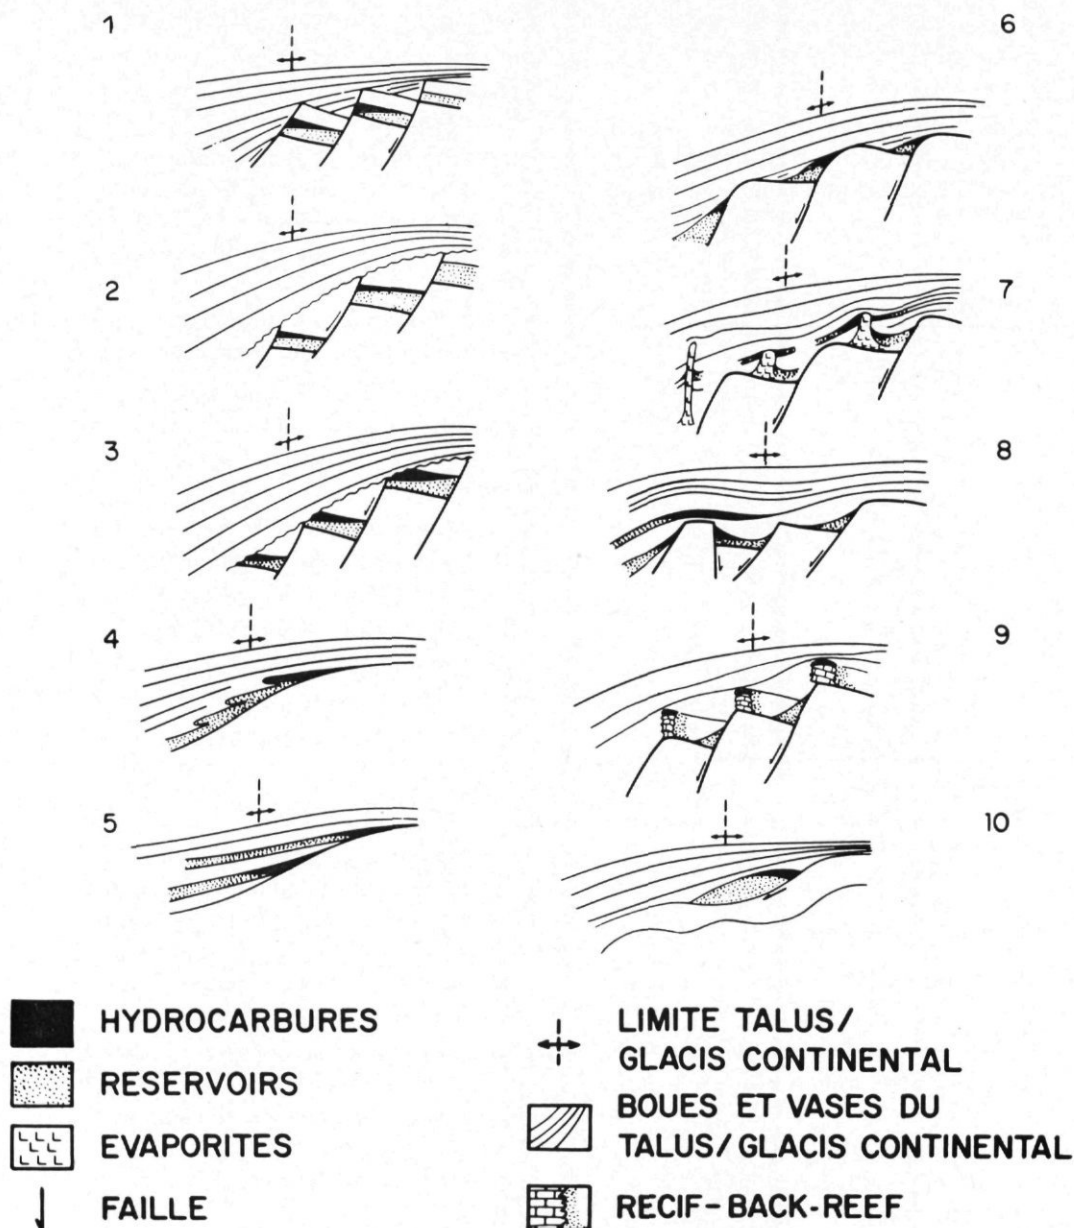 1
6
2
7
3
8
4
9
5
10
HYDROCARBURES
RESERVOIRS
EVAPORITES
FAILLE
LIMITE TALUS/
GLACIS CONTINENTAL
BOUES ET VASES DU
TALUS/GLACIS CONTINENTAL
RECIF-BACK-REEF